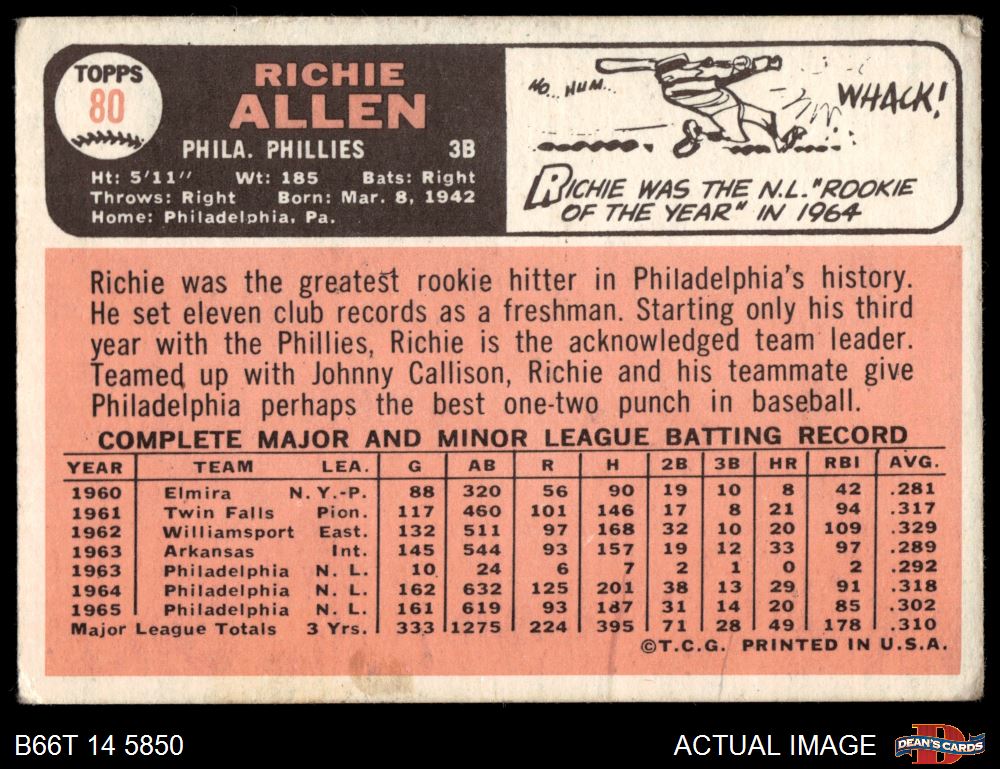 TOPPS
80
RICHIE
ALLEN
PHILA. PHILLIES 3B
Ht: 5'11" Wt: 185 Bats: Right
Throws: Right Born: Mar. 8, 1942
Home: Philadelphia, Pa.
HO.. HUM...
WHACK!
RICHIE WAS THE N.L. "ROOKIE
OF THE YEAR" IN 1964
Richie was the greatest rookie hitter in Philadelphia's history.
He set eleven club records as a freshman. Starting only his third
year with the Phillies, Richie is the acknowledged team leader.
Teamed up with Johnny Callison, Richie and his teammate give
Philadelphia perhaps the best one-two punch in baseball.
COMPLETE MAJOR AND MINOR LEAGUE BATTING RECORD
YEAR TEAM LEA. G AB R H 2B 3B HR RBI AVG.
1960 Elmira N.Y.-P. 88 320 56 90 19 10 8 42 .281
1961 Twin Falls Pion. 117 460 101 146 17 8 21 94 .317
1962 Williamsport East. 132 511 97 168 32 10 20 109 .329
1963 Arkansas Int. 145 544 93 157 19 12 33 97 .289
1963 Philadelphia N. L. 10 24 6 7 2 1 0 2 .292
1964 Philadelphia N. L. 162 632 125 201 38 13 29 91 .318
1965 Philadelphia N. L. 161 619 93 187 31 14 20 85 .302
Major League Totals 3 Yrs. 333 1275 224 395 71 28 49 178 .310
©T.C.G. PRINTED IN U.S.A.
B66T 14 5850
ACTUAL IMAGE
DEAN'S CARDS